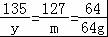 135/y = 127/m = 64/64g